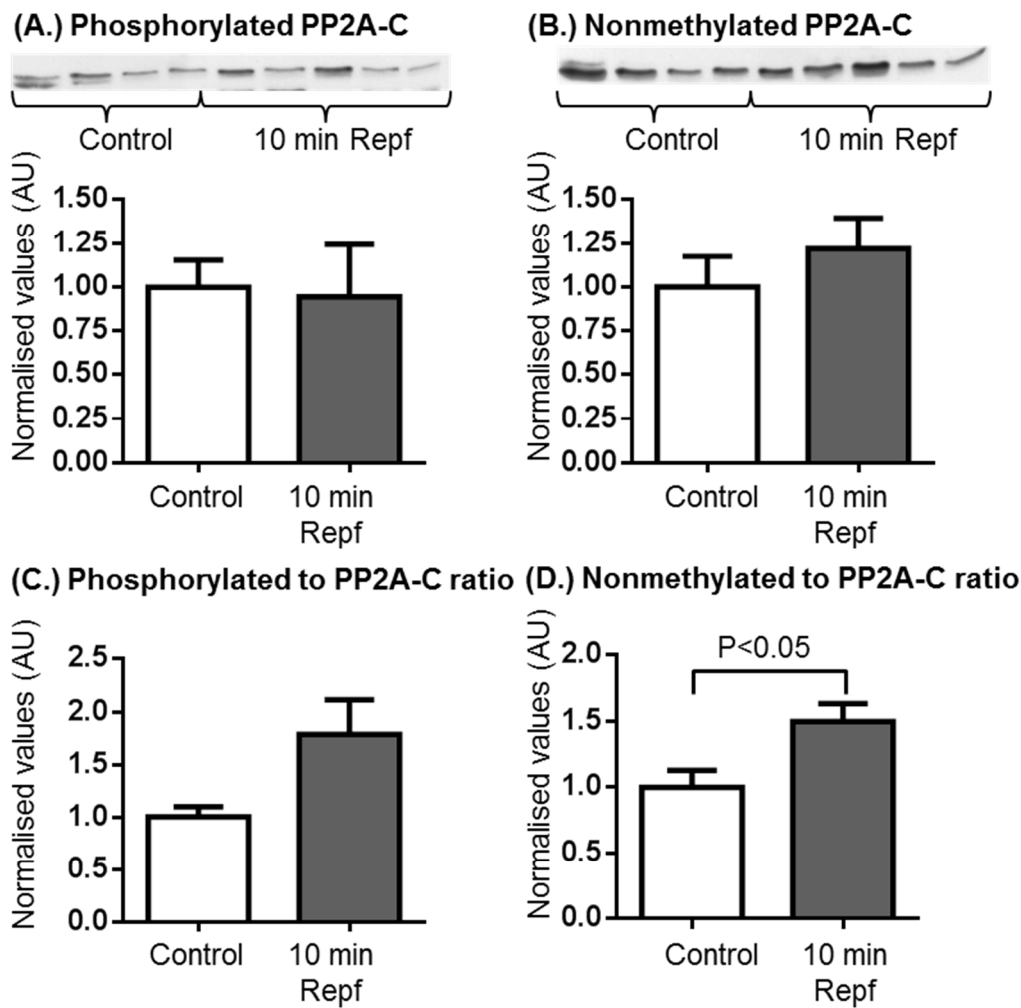 (A.) Phosphorylated PP2A-C
Control
10 min Repf
Normalised values (AU)
1.50
1.25
1.00
0.75
0.50
0.25
0.00
Control
10 min
Repf
(B.) Nonmethylated PP2A-C
Control
10 min Repf
Normalised values (AU)
1.50
1.25
1.00
0.75
0.50
0.25
0.00
Control
10 min
Repf
(C.) Phosphorylated to PP2A-C ratio
Normalised values (AU)
2.5
2.0
1.5
1.0
0.5
0.0
Control
10 min
Repf
(D.) Nonmethylated to PP2A-C ratio
P<0.05
Normalised values (AU)
2.0
1.5
1.0
0.5
0.0
Control
10 min
Repf